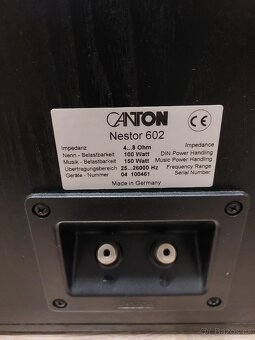 CANTON
CE
Nestor 602
Impedanz 4...8 Ohm Impedance
Nenn - Belastbarkeit 100 Watt DIN Power Handling
Musik - Belastbarkeit 150 Watt Music Power Handling
Übertragungsbereich 25...26000 Hz Frequency Range
Geräte - Nummer 04 100461 Serial Number
Made in Germany